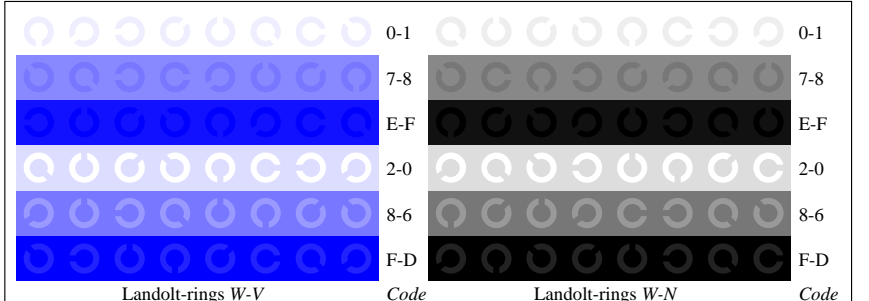 0-1 0-1
7-8 7-8
E-F E-F
2-0 2-0
8-6 8-6
F-D F-D
Landolt-rings W-V Code Landolt-rings W-N Code